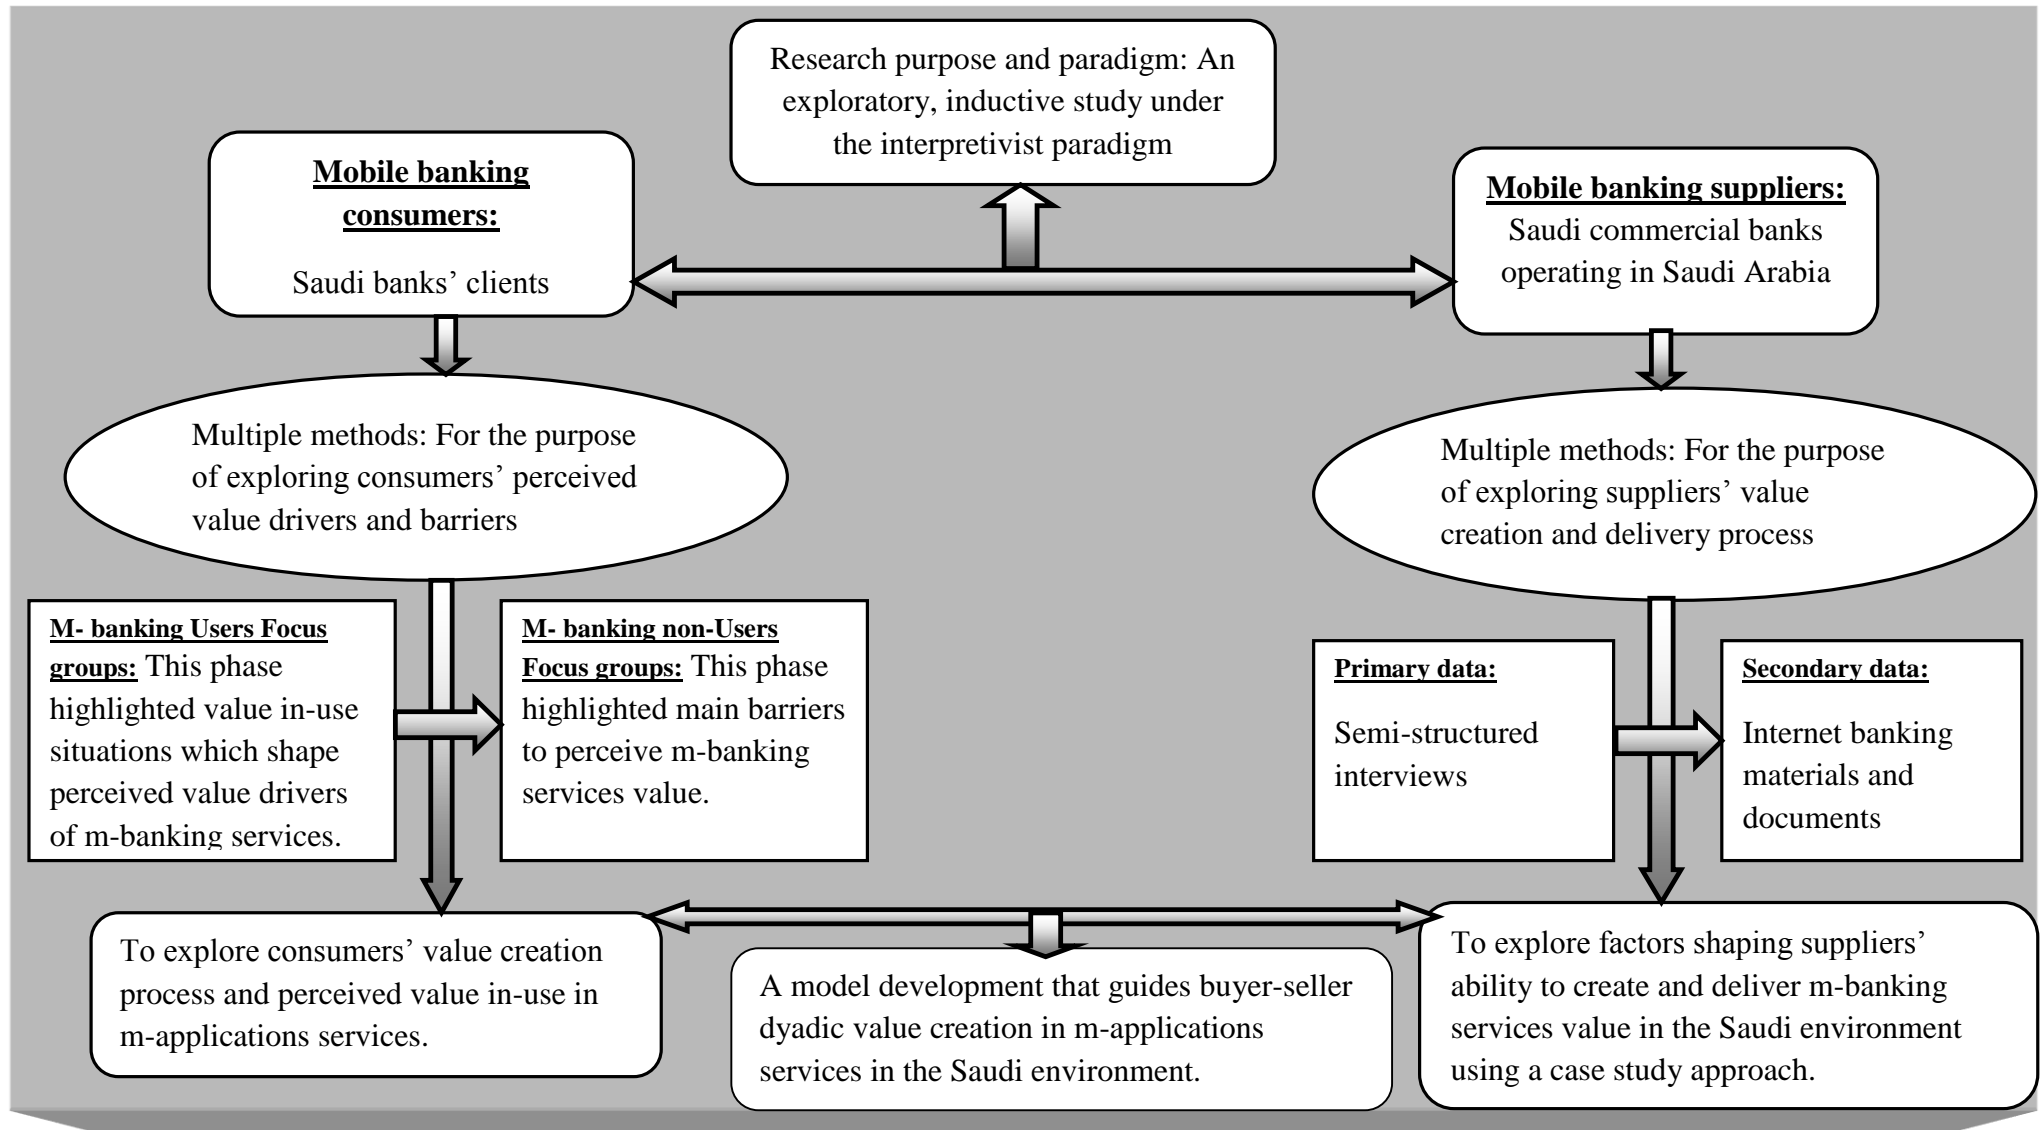 Research purpose and paradigm: An
exploratory, inductive study under
the interpretivist paradigm
Mobile banking
consumers:
Saudi banks’ clients
Mobile banking suppliers:
Saudi commercial banks
operating in Saudi Arabia
Multiple methods: For the purpose
of exploring consumers’ perceived
value drivers and barriers
Multiple methods: For the purpose
of exploring suppliers’ value
creation and delivery process
M- banking Users Focus
groups: This phase
highlighted value in-use
situations which shape
perceived value drivers
of m-banking services.
M- banking non-Users
Focus groups: This phase
highlighted main barriers
to perceive m-banking
services value.
Primary data:
Semi-structured
interviews
Secondary data:
Internet banking
materials and
documents
To explore consumers’ value creation
process and perceived value in-use in
m-applications services.
A model development that guides buyer-seller
dyadic value creation in m-applications
services in the Saudi environment.
To explore factors shaping suppliers’
ability to create and deliver m-banking
services value in the Saudi environment
using a case study approach.